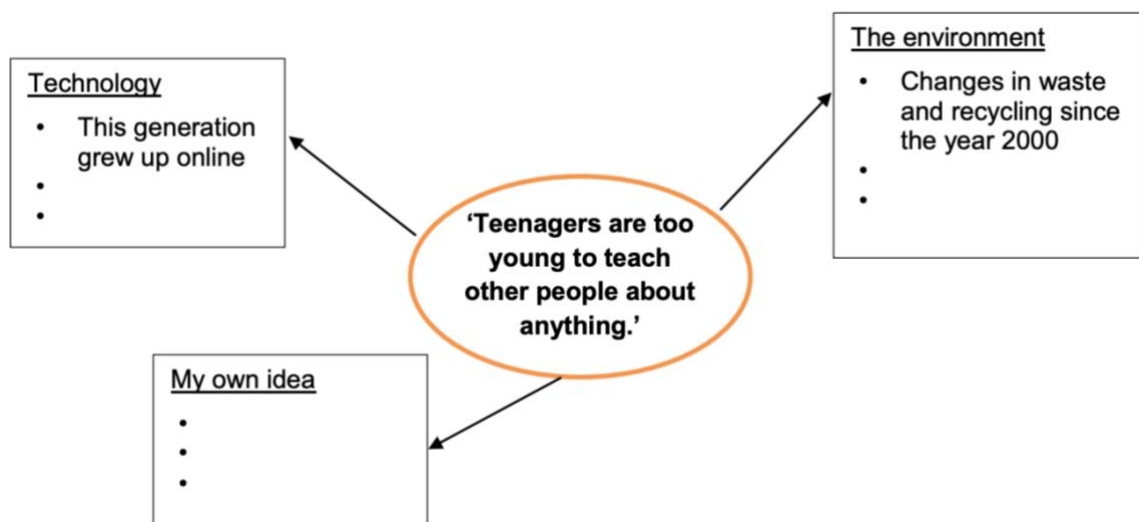 Technology
• This generation
grew up online
•
•
The environment
• Changes in waste
and recycling since
the year 2000
•
•
‘Teenagers are too
young to teach
other people about
anything.’
My own idea
•
•
•